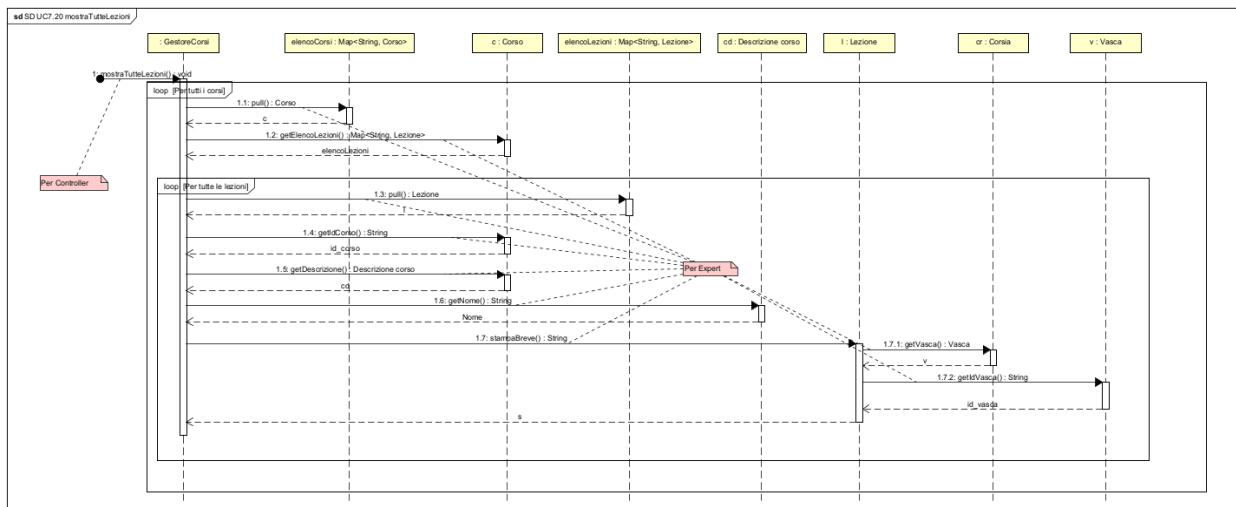 sd SD UC7.20 mostraTutteLezioni
: GestoreCorsi
elencoCorsi : Map<String, Corso>
c : Corso
elencoLezioni : Map<String, Lezione>
cd : Descrizione corso
l : Lezione
cr : Corsia
v : Vasca
1: mostraTutteLezioni() : void
loop [Per tutti i corsi]
1.1: pull() : Corso
c
1.2: getElencoLezioni() : Map<String, Lezione>
elencoLezioni
Per Controller
loop [Per tutte le lezioni]
1.3: pull() : Lezione
l
1.4: getIdCorso() : String
id_corso
Per Expert
1.5: getDescrizione() : Descrizione corso
cd
1.6: getNome() : String
Nome
1.7: stampaBreve() : String
1.7.1: getVasca() : Vasca
v
1.7.2: getIdVasca() : String
id_vasca
s